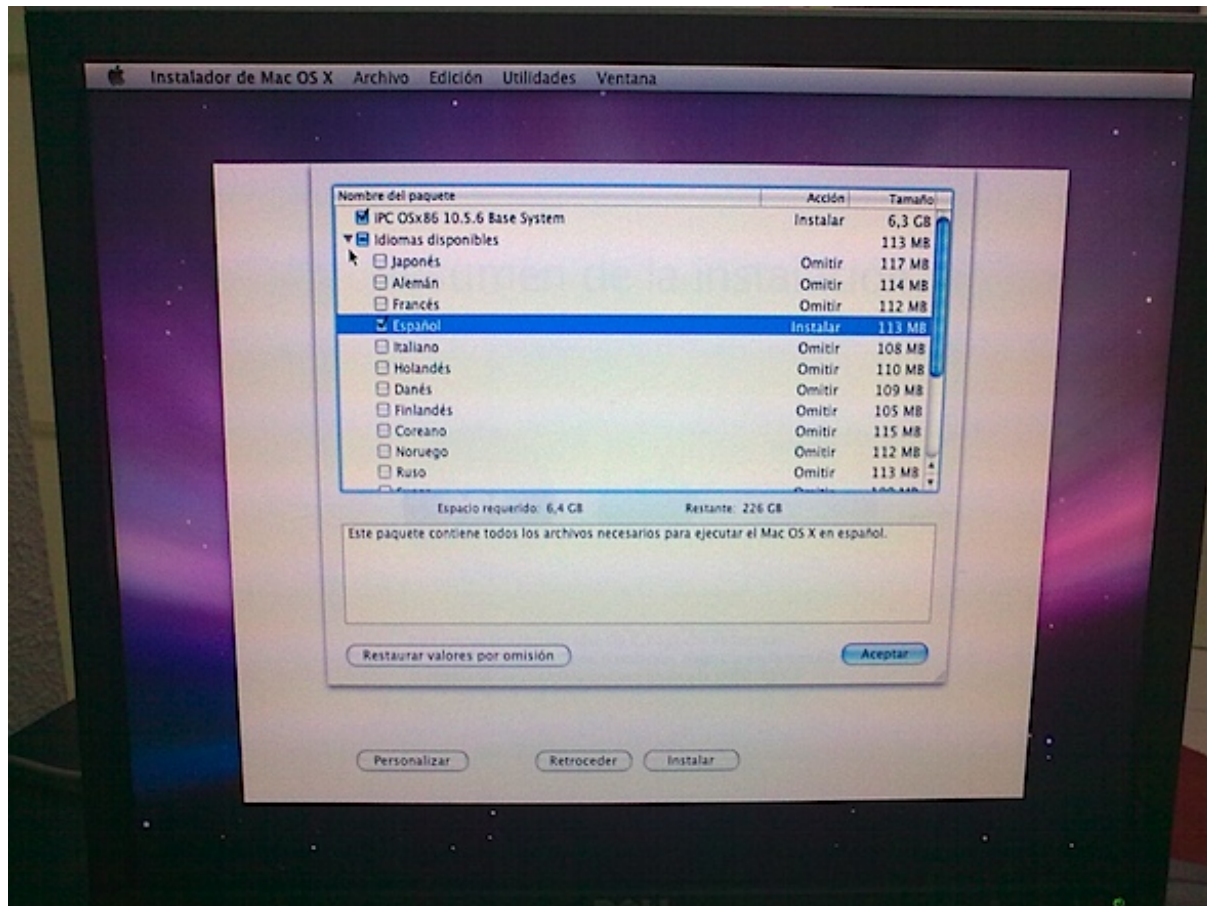 Instalador de Mac OS X Archivo Edición Utilidades Ventana
Nombre del paquete Acción Tamaño
iPC OSx86 10.5.6 Base System Instalar 6,3 GB
Idiomas disponibles 113 MB
Japonés Omitir 117 MB
Alemán Omitir 114 MB
Francés Omitir 112 MB
Español Instalar 113 MB
Italiano Omitir 108 MB
Holandés Omitir 110 MB
Danés Omitir 109 MB
Finlandés Omitir 105 MB
Coreano Omitir 115 MB
Noruego Omitir 112 MB
Ruso Omitir 113 MB
Espacio requerido: 6,4 GB Restante: 226 GB
Este paquete contiene todos los archivos necesarios para ejecutar el Mac OS X en español.
Restaurar valores por omisión Aceptar
Personalizar Retroceder Instalar